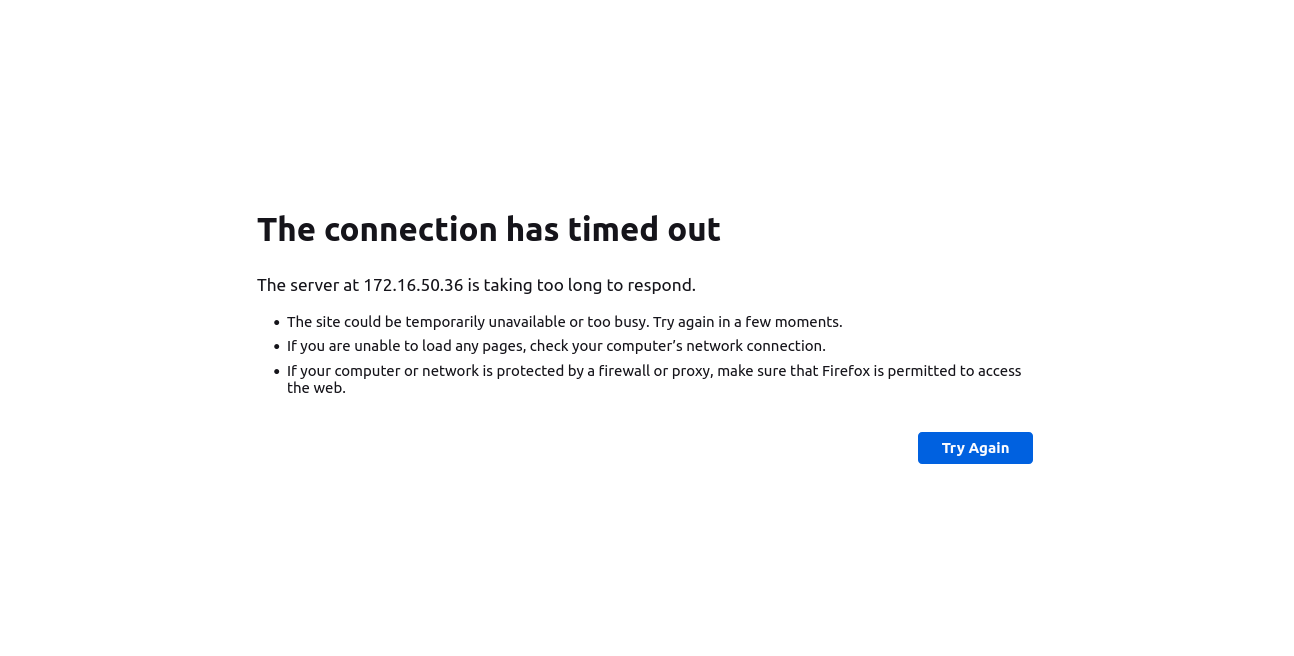 The connection has timed out
The server at 172.16.50.36 is taking too long to respond.
• The site could be temporarily unavailable or too busy. Try again in a few moments.
• If you are unable to load any pages, check your computer’s network connection.
• If your computer or network is protected by a firewall or proxy, make sure that Firefox is permitted to access
the web.
Try Again